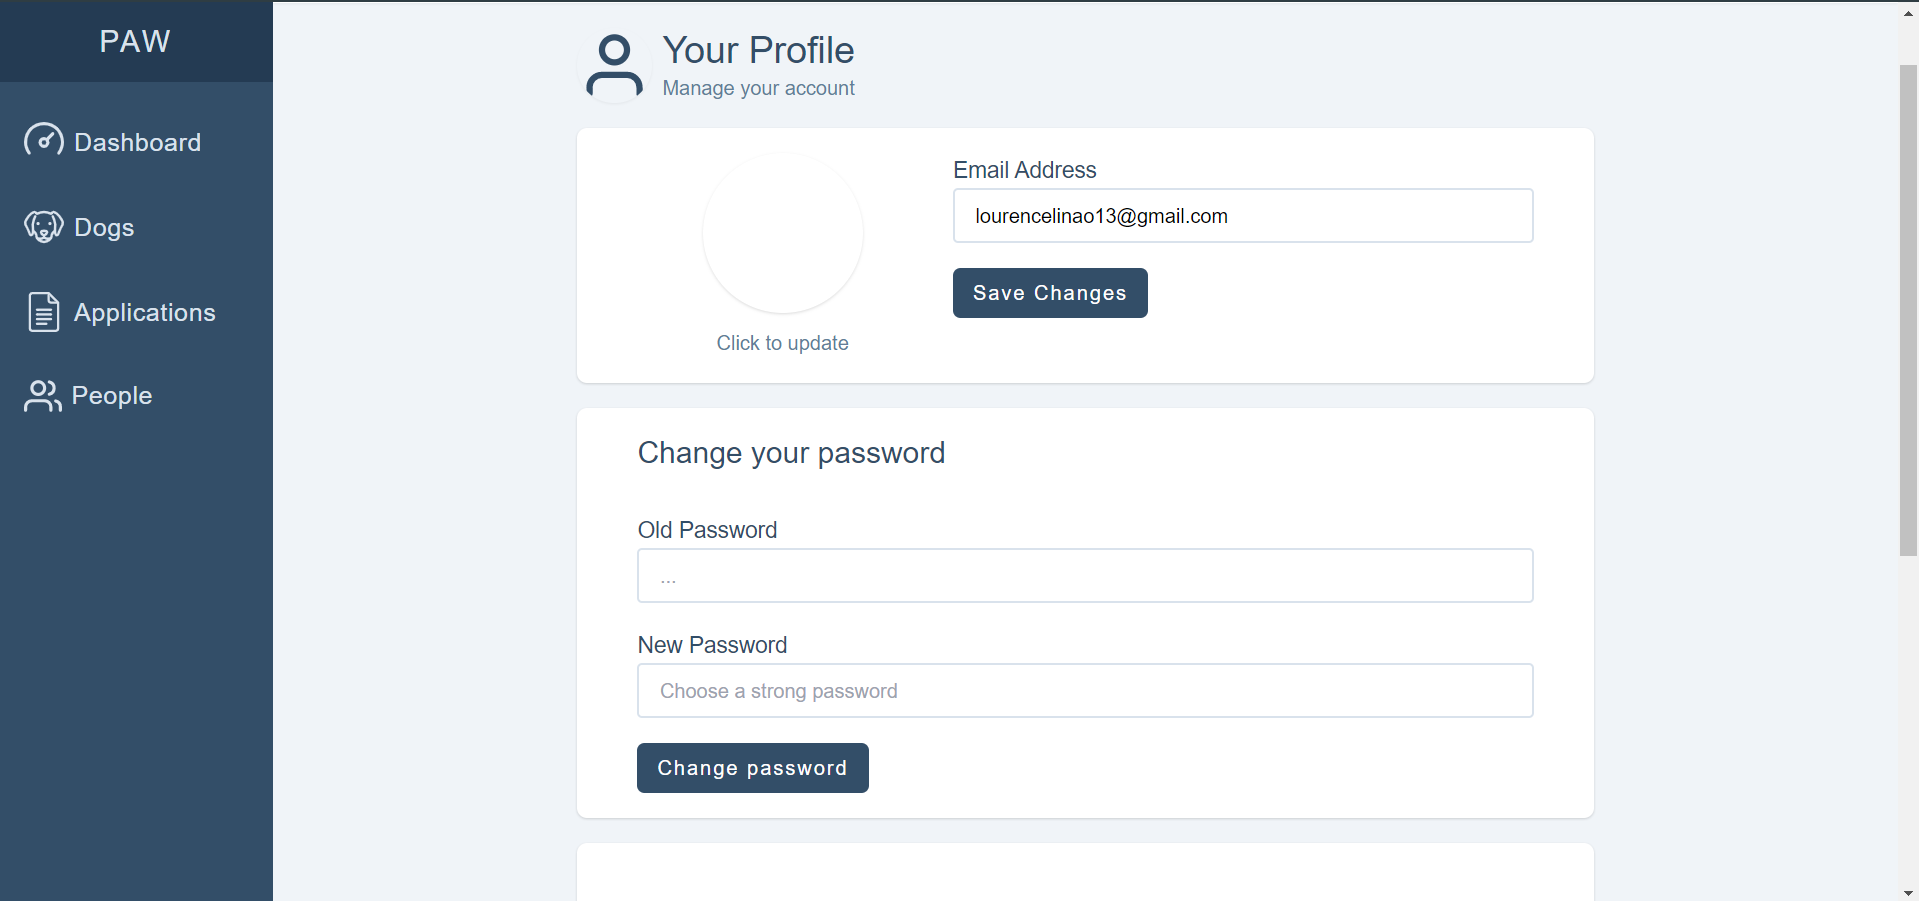 PAW
Dashboard
Dogs
Applications
People
Your Profile
Manage your account
Click to update
Email Address
lourencelinao13@gmail.com
Save Changes
Change your password
Old Password
...
New Password
Choose a strong password
Change password